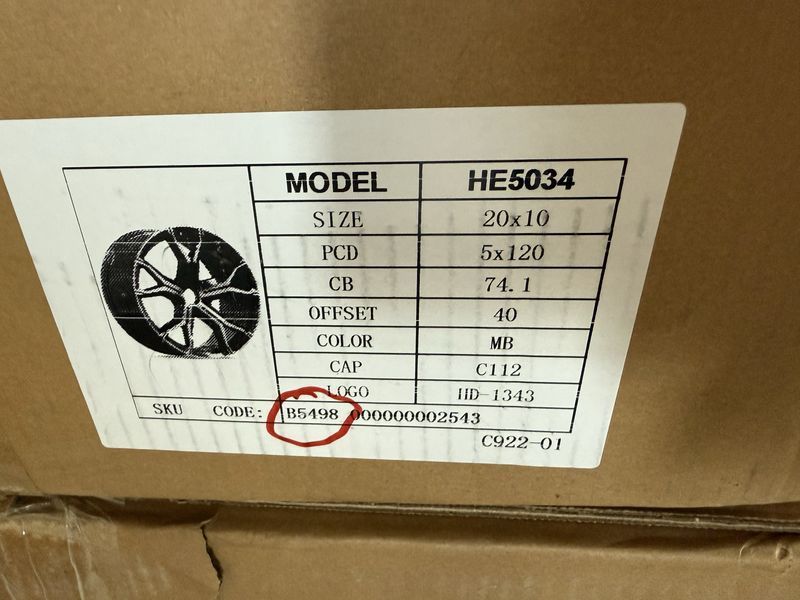 MODEL HE5034
SIZE 20x10
PCD 5x120
CB 74.1
OFFSET 40
COLOR MB
CAP C112
LOGO HD-1343
SKU CODE: B5498 000000002543
C922-01